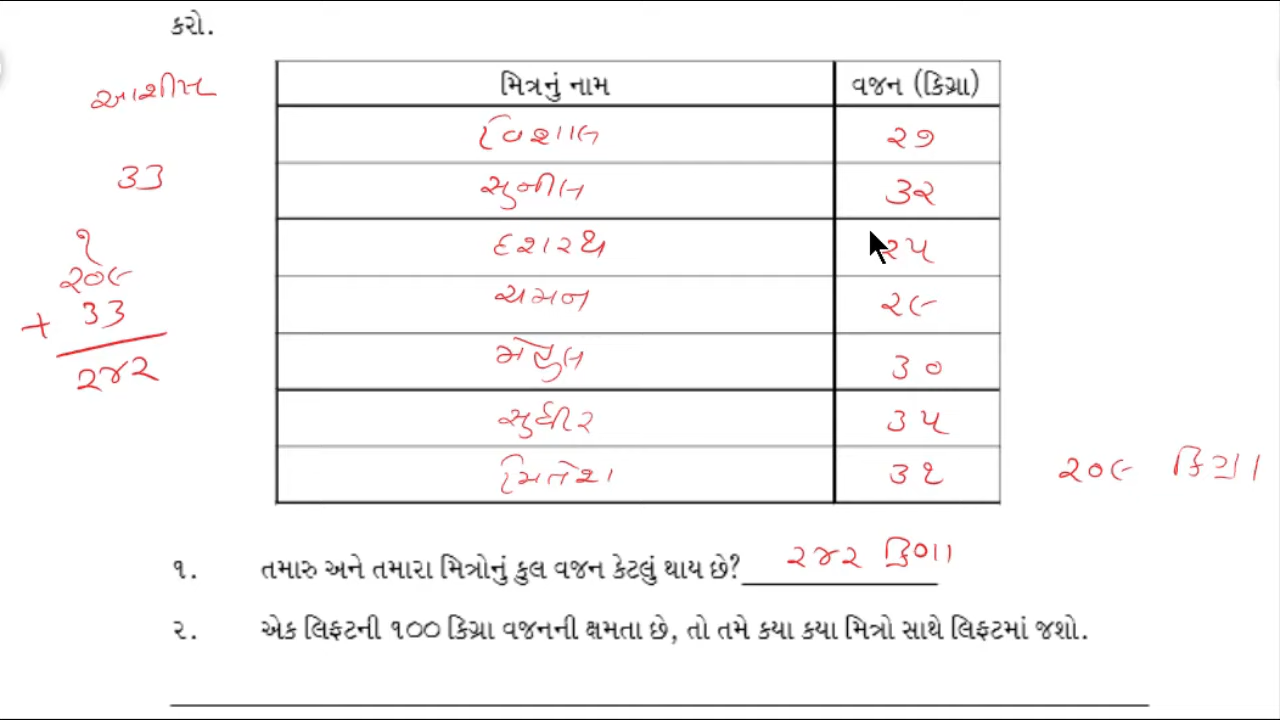 કરો.
આશીષ
૩૩
૧
૨૦૯
+ ૩૩
૨૪૨
મિત્રનું નામ વજન (કિગ્રા)
વિશાલ ૨૭
સુનીલ ૩૨
દશરથ ૨૫
ચમન ૨૯
મેહુલ ૩૦
સુધીર ૩૫
મિતેશ ૩૧
૨૦૯ કિગ્રા
૧. તમારુ અને તમારા મિત્રોનું કુલ વજન કેટલું થાય છે? ૨૪૨ કિગ્રા
૨. એક લિફ્ટની ૧૦૦ કિગ્રા વજનની ક્ષમતા છે, તો તમે કયા કયા મિત્રો સાથે લિફ્ટમાં જશો.